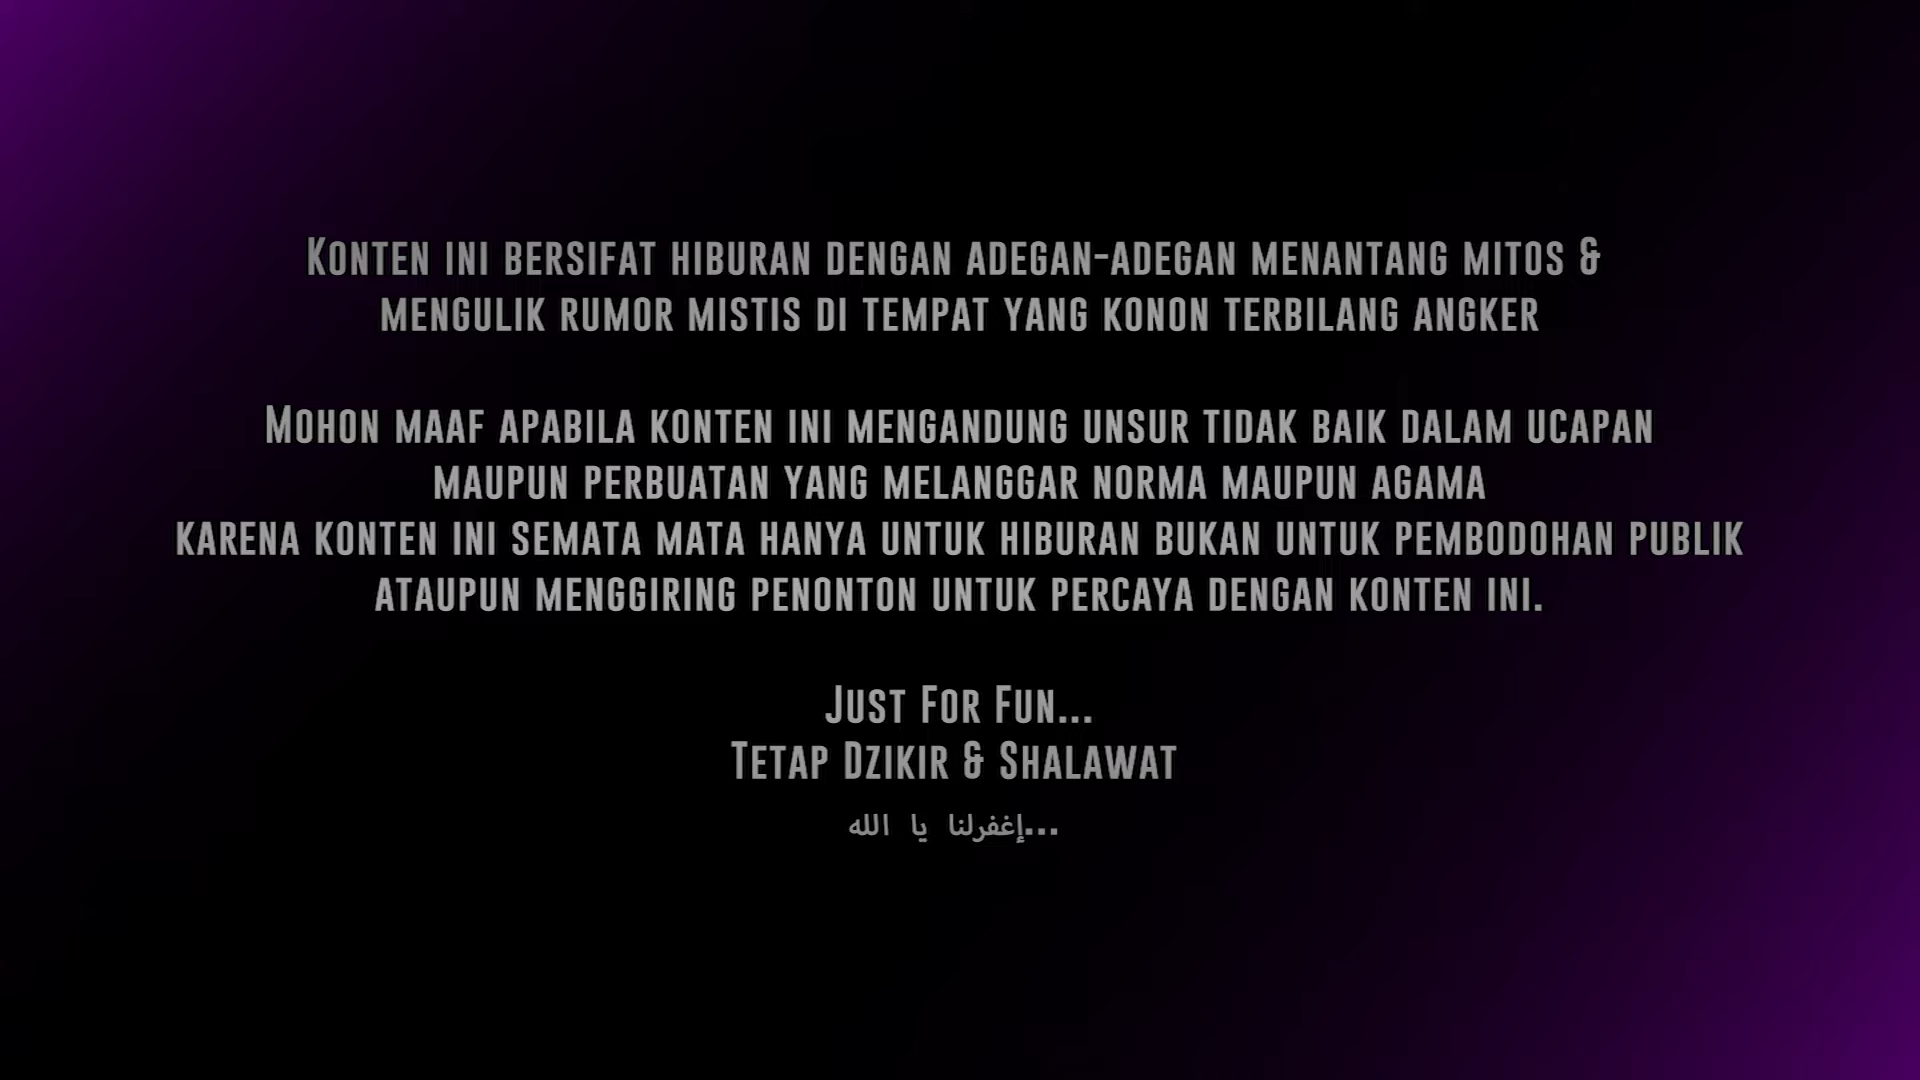 Konten ini bersifat hiburan dengan adegan-adegan menantang mitos &
mengulik rumor mistis di tempat yang konon terbilang angker
Mohon maaf apabila konten ini mengandung unsur tidak baik dalam ucapan
maupun perbuatan yang melanggar norma maupun agama
karena konten ini semata mata hanya untuk hiburan bukan untuk pembodohan publik
ataupun menggiring penonton untuk percaya dengan konten ini.
Just For Fun...
Tetap Dzikir & Shalawat
...إغفرلنا يا الله